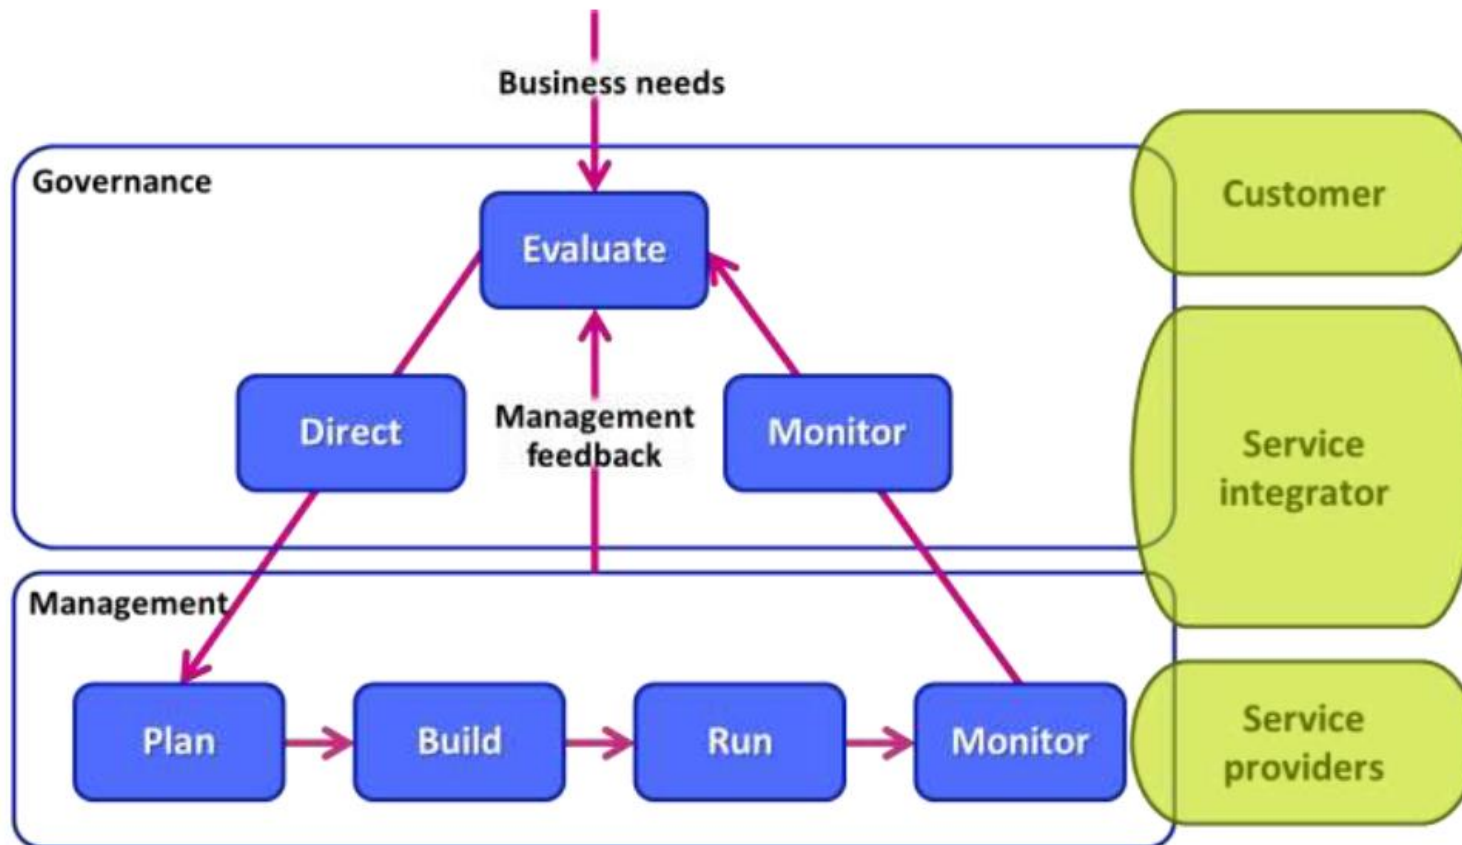 Business needs
Governance
Customer
Evaluate
Direct
Management
feedback
Monitor
Service
integrator
Management
Plan
Build
Run
Monitor
Service
providers